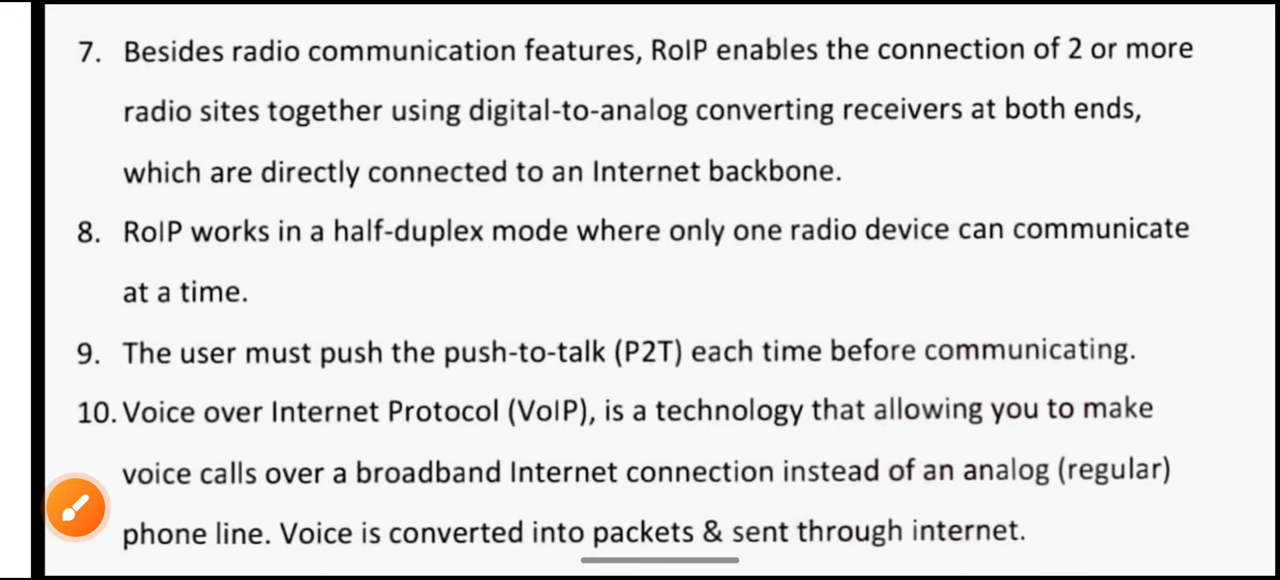 7. Besides radio communication features, RoIP enables the connection of 2 or more
radio sites together using digital-to-analog converting receivers at both ends,
which are directly connected to an Internet backbone.
8. RoIP works in a half-duplex mode where only one radio device can communicate
at a time.
9. The user must push the push-to-talk (P2T) each time before communicating.
10. Voice over Internet Protocol (VoIP), is a technology that allowing you to make
voice calls over a broadband Internet connection instead of an analog (regular)
phone line. Voice is converted into packets & sent through internet.